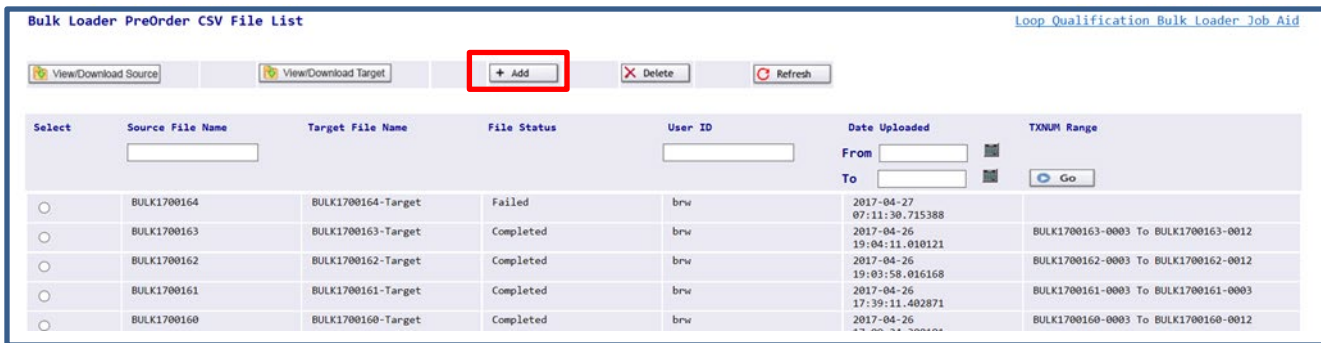 Bulk Loader PreOrder CSV File List Loop Qualification Bulk Loader Job Aid
View/Download Source View/Download Target + Add Delete Refresh
Select Source File Name Target File Name File Status User ID Date Uploaded TXNUM Range
From
To Go
BULK1700164 BULK1700164-Target Failed brw 2017-04-27
07:11:30.715388
BULK1700163 BULK1700163-Target Completed brw 2017-04-26 BULK1700163-0003 To BULK1700163-0012
19:04:11.010121
BULK1700162 BULK1700162-Target Completed brw 2017-04-26 BULK1700162-0003 To BULK1700162-0012
19:03:58.016168
BULK1700161 BULK1700161-Target Completed brw 2017-04-26 BULK1700161-0003 To BULK1700161-0003
17:39:11.402871
BULK1700160 BULK1700160-Target Completed brw 2017-04-26 BULK1700160-0003 To BULK1700160-0012